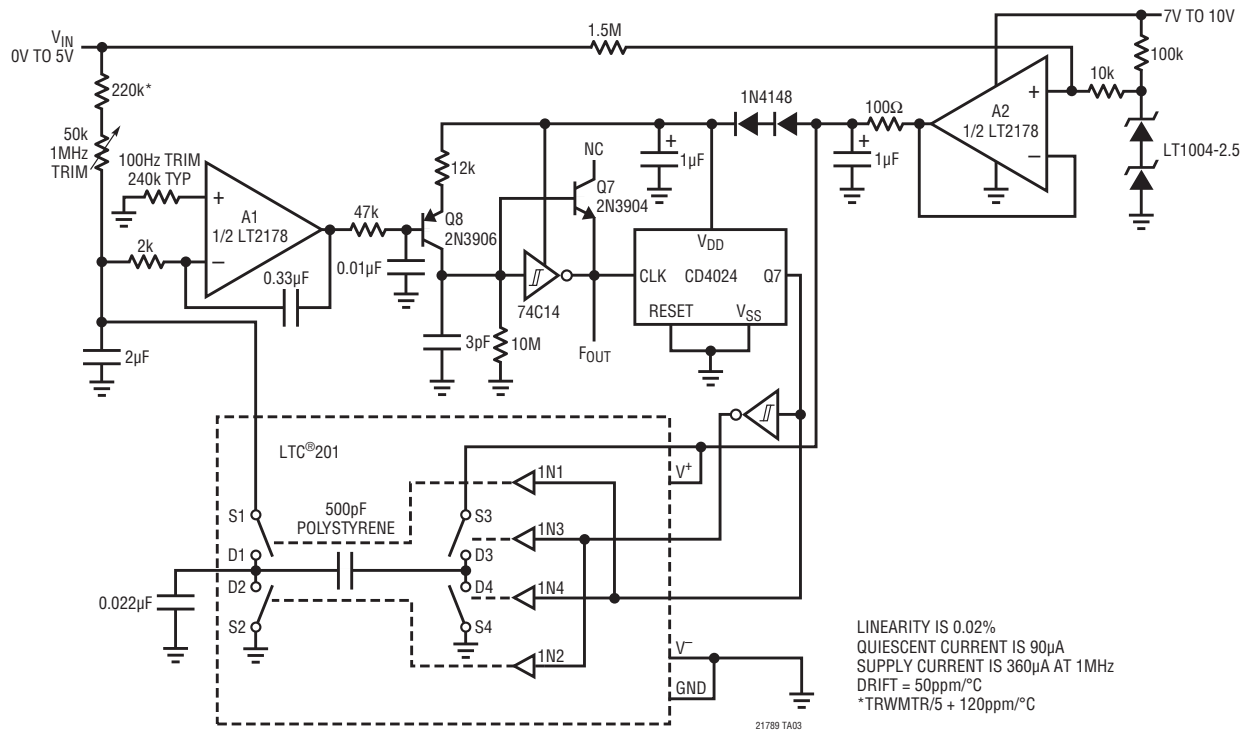 VIN
0V TO 5V
1.5M
7V TO 10V
100k
10k
220k*
50k
1MHz
TRIM
100Hz TRIM
240k TYP
+
A1
1/2 LT2178
–
2k
0.33µF
2µF
47k
0.01µF
12k
Q8
2N3906
NC
Q7
2N3904
74C14
3pF
10M
FOUT
+
1µF
1N4148
+
1µF
100Ω
+
A2
1/2 LT2178
–
LT1004-2.5
VDD
CLK
CD4024
Q7
RESET
VSS
LTC®201
V+
500pF
POLYSTYRENE
S1
D1
D2
S2
S3
D3
D4
S4
1N1
1N3
1N4
1N2
0.022µF
V–
GND
LINEARITY IS 0.02%
QUIESCENT CURRENT IS 90µA
SUPPLY CURRENT IS 360µA AT 1MHz
DRIFT = 50ppm/°C
*TRWMTR/5 + 120ppm/°C
21789 TA03